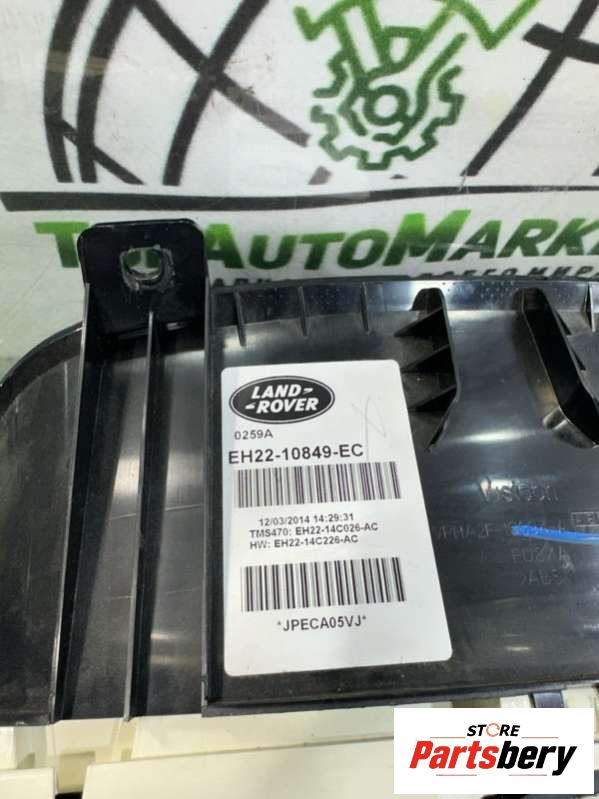 AUTOMARK
LAND-
-ROVER
0259A
EH22-10849-EC
12/03/2014 14:29:31
TMS470: EH22-14C026-AC
HW: EH22-14C226-AC
*JPECA05VJ*
Visteon
STORE
Partsbery